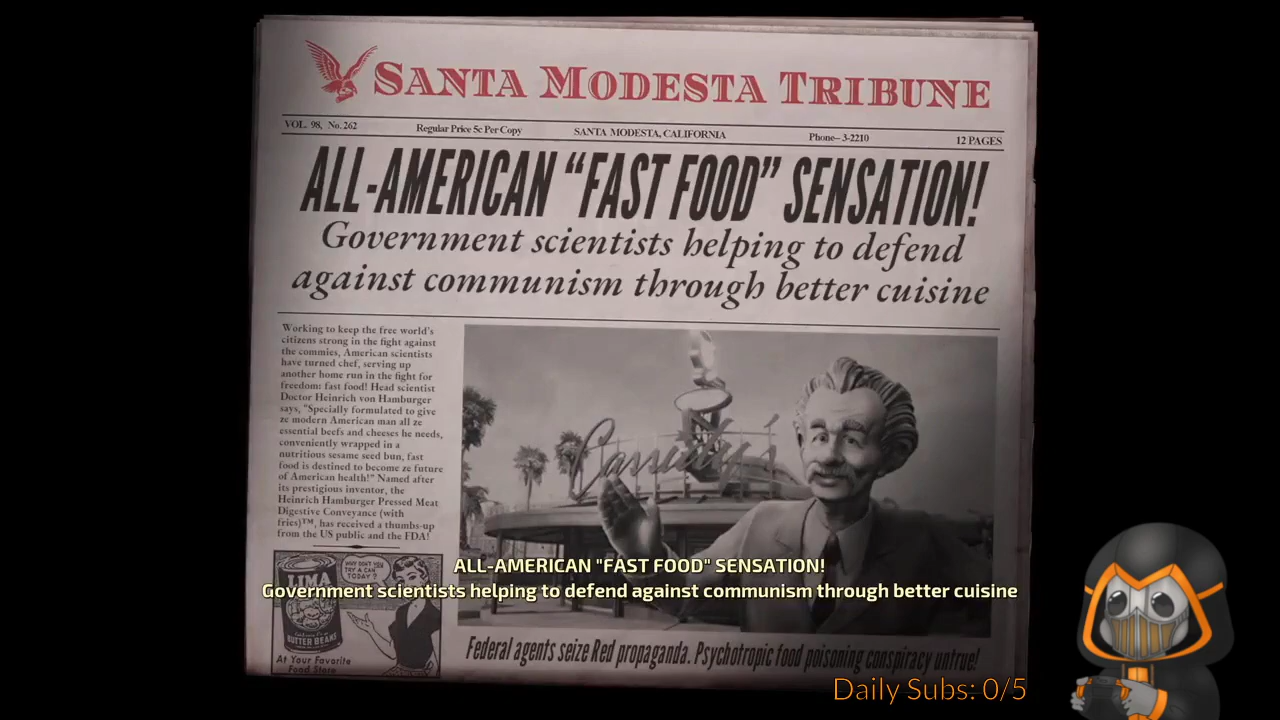 SANTA MODESTA TRIBUNE
VOL. 98, No. 262 Regular Price 5c Per Copy SANTA MODESTA, CALIFORNIA Phone– 3-2210 12 PAGES
ALL-AMERICAN “FAST FOOD” SENSATION!
Government scientists helping to defend
against communism through better cuisine
Working to keep the free world's
citizens strong in the fight against
the commies, American scientists
have turned chef, serving up
another home run in the fight for
freedom: fast food! Head scientist
Doctor Heinrich von Hamburger
says, "Specially formulated to give
ze modern American man all ze
essential beefs and cheeses he needs,
conveniently wrapped in a
nutritious sesame seed bun, fast
food is destined to become ze future
of American health!" Named after
its prestigious inventor, the
Heinrich Hamburger Pressed Meat
Digestive Conveyance (with
fries)™, has received a thumbs-up
from the US public and the FDA!
Cassidy's
WHY DON'T YOU
TRY A CAN
TODAY?
LIMA
BUTTER BEANS
At Your Favorite
Food Store
ALL-AMERICAN "FAST FOOD" SENSATION!
Government scientists helping to defend against communism through better cuisine
Federal agents seize Red propaganda. Psychotropic food poisoning conspiracy untrue!
Daily Subs: 0/5